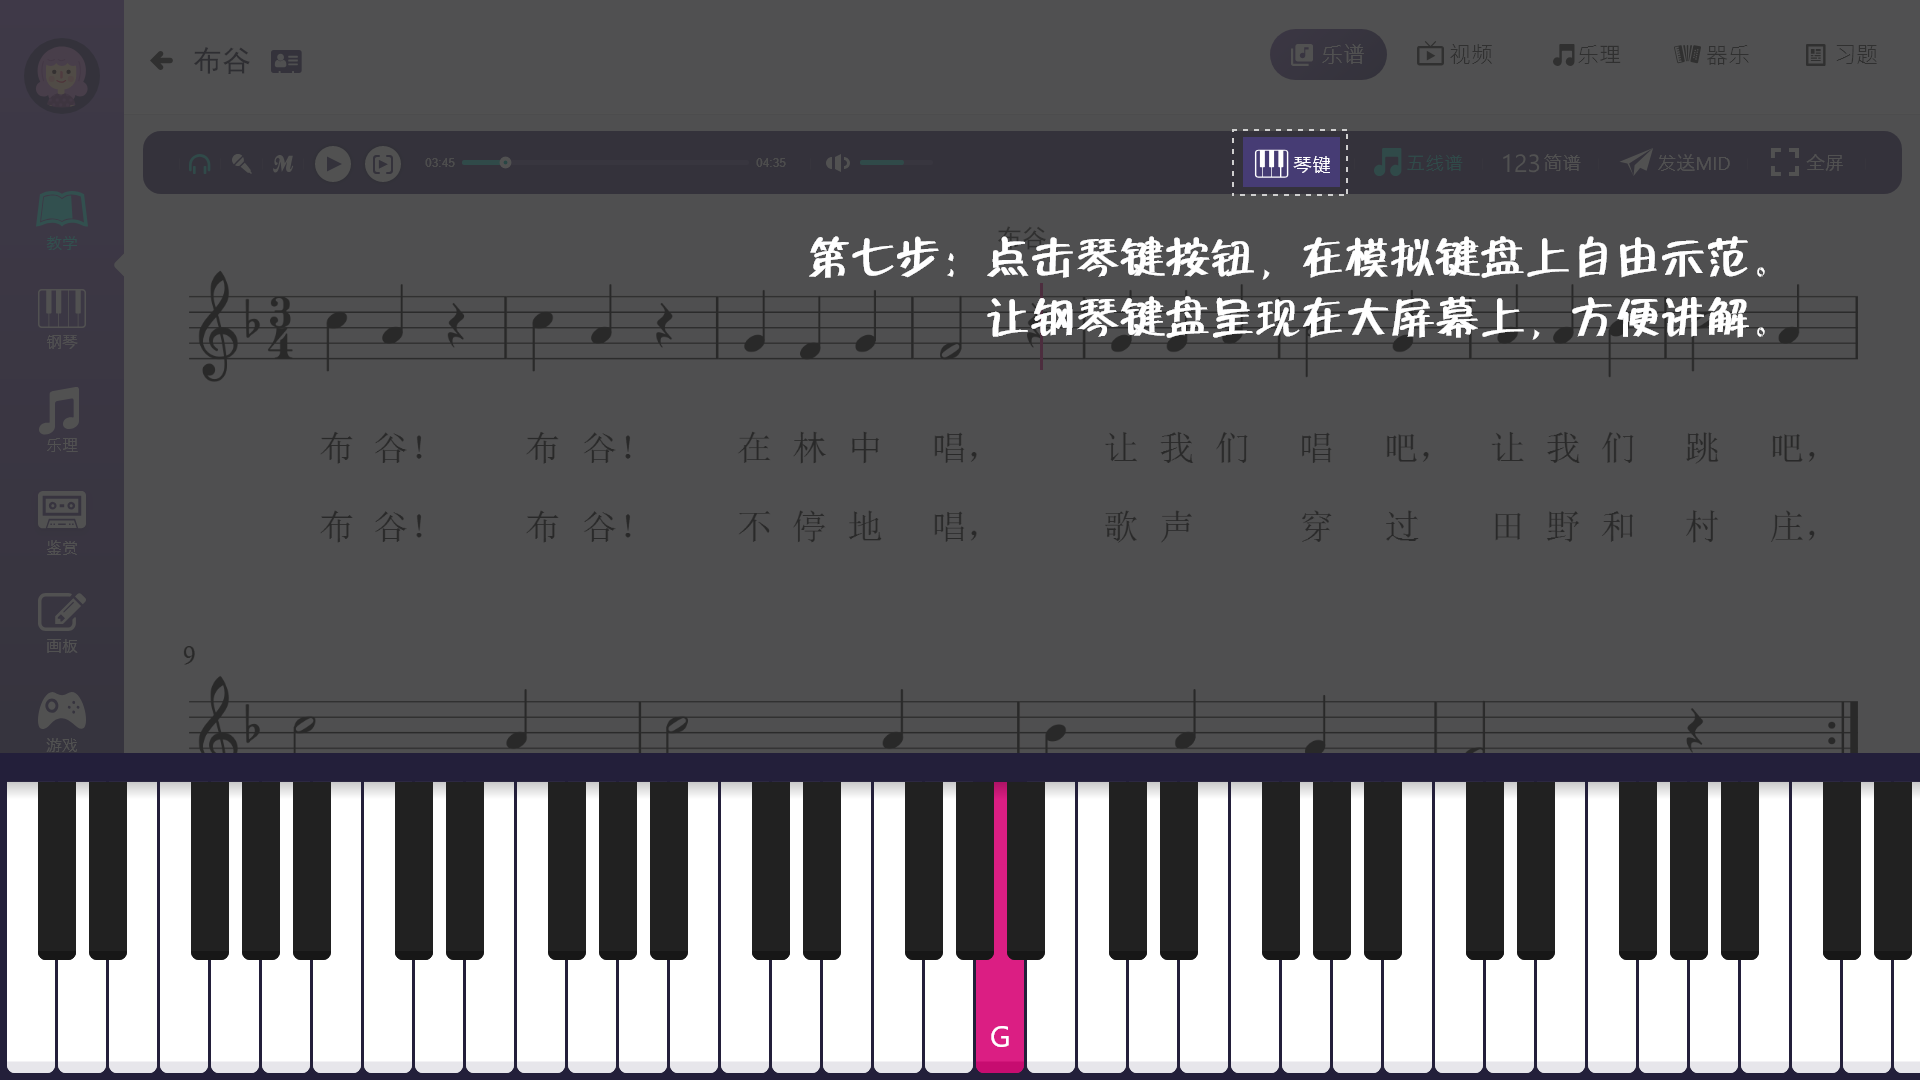 布谷
乐谱
视频
乐理
器乐
习题
03:45
04:35
琴键
五线谱
123简谱
发送MID
全屏
教学
钢琴
乐理
鉴赏
画板
游戏
布谷
第七步：点击琴键按钮，在模拟键盘上自由示范。
让钢琴键盘呈现在大屏幕上，方便讲解。
3
4
布 谷！ 布 谷！ 在 林 中 唱， 让 我 们 唱 吧， 让 我 们 跳 吧，
布 谷！ 布 谷！ 不 停 地 唱， 歌 声 穿 过 田 野 和 村 庄，
9
G